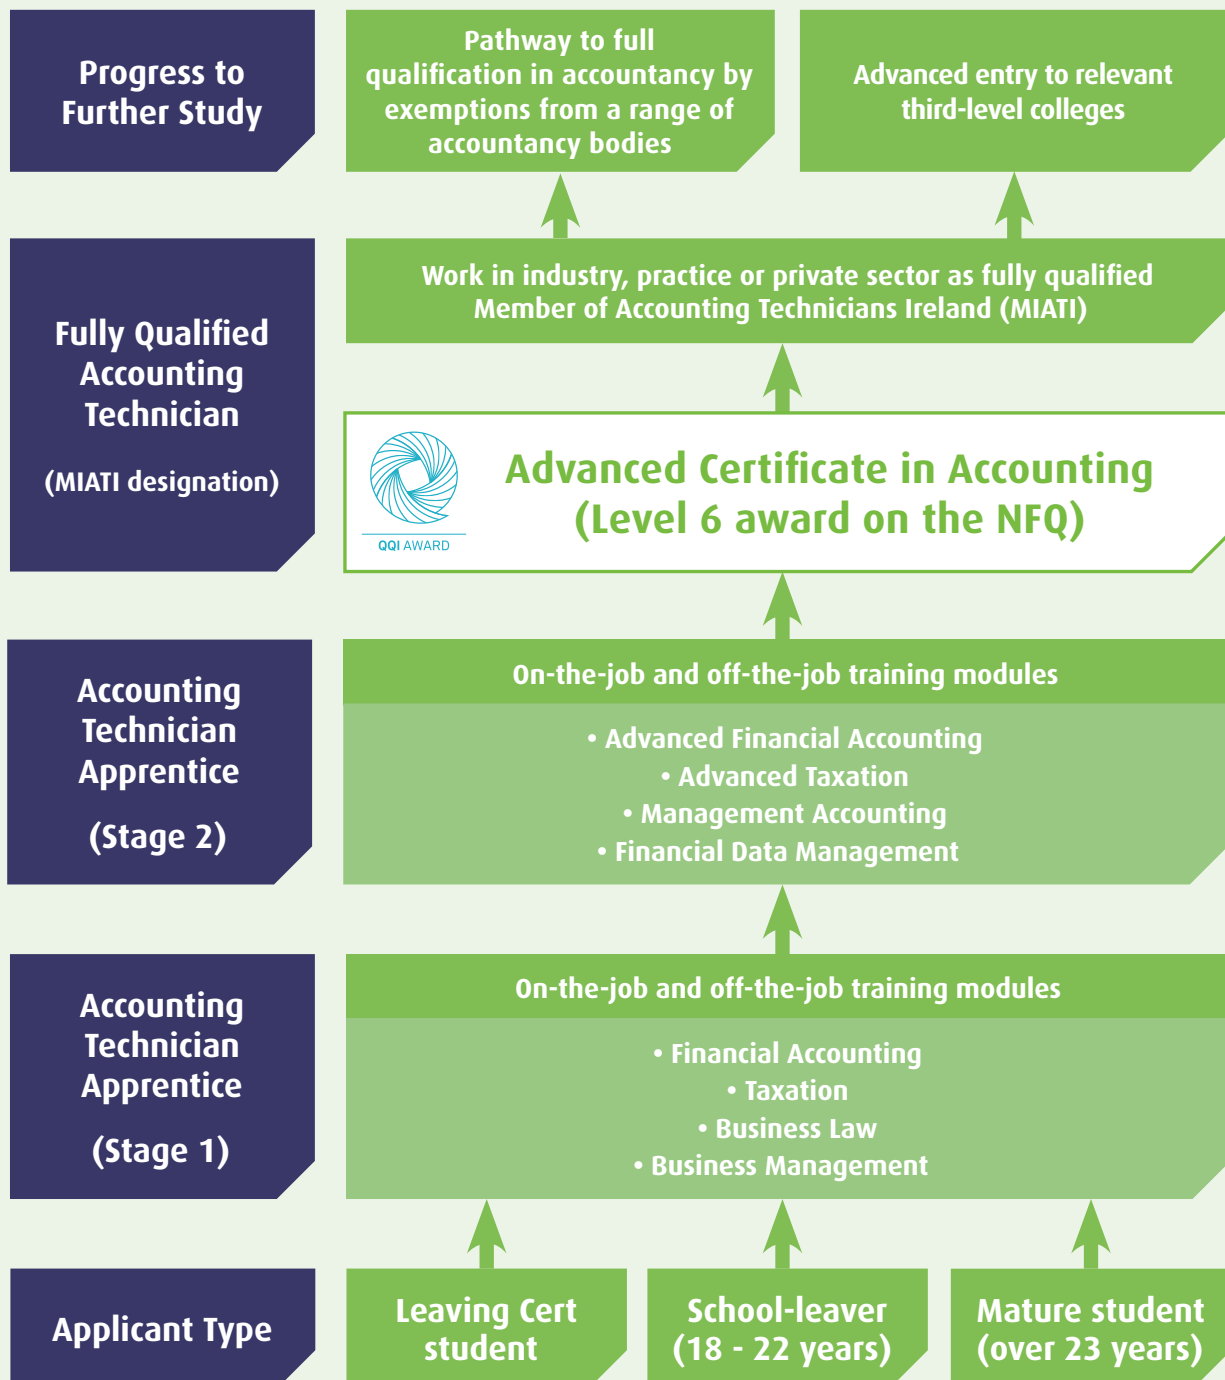 Progress to
Further Study
Pathway to full
qualification in accountancy by
exemptions from a range of
accountancy bodies
Advanced entry to relevant
third-level colleges
Fully Qualified
Accounting
Technician
(MIATI designation)
Work in industry, practice or private sector as fully qualified
Member of Accounting Technicians Ireland (MIATI)
QQI AWARD
Advanced Certificate in Accounting
(Level 6 award on the NFQ)
Accounting
Technician
Apprentice
(Stage 2)
On-the-job and off-the-job training modules
• Advanced Financial Accounting
• Advanced Taxation
• Management Accounting
• Financial Data Management
Accounting
Technician
Apprentice
(Stage 1)
On-the-job and off-the-job training modules
• Financial Accounting
• Taxation
• Business Law
• Business Management
Applicant Type
Leaving Cert
student
School-leaver
(18 - 22 years)
Mature student
(over 23 years)